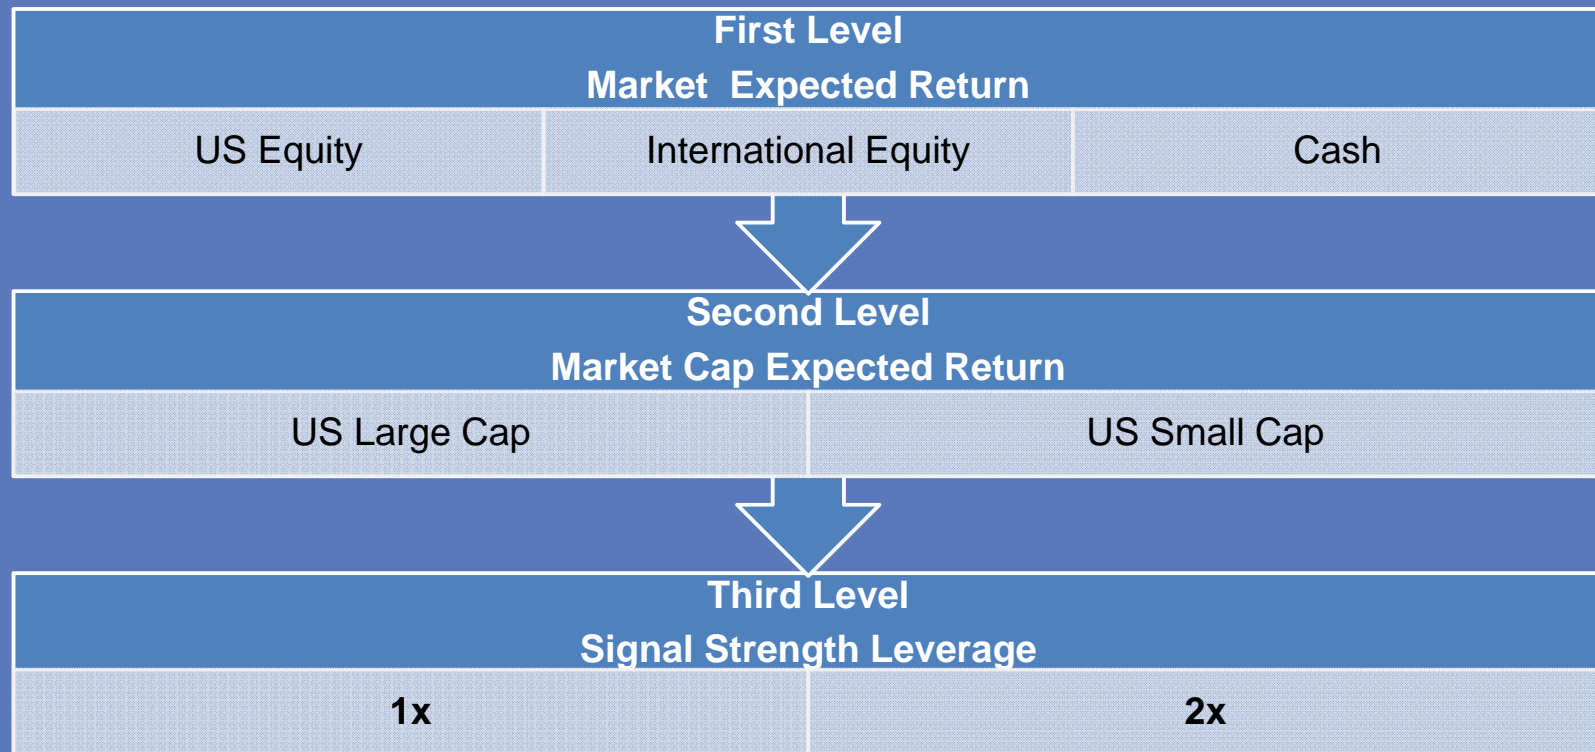 First Level
Market Expected Return
US Equity
International Equity
Cash
Second Level
Market Cap Expected Return
US Large Cap
US Small Cap
Third Level
Signal Strength Leverage
1x
2x